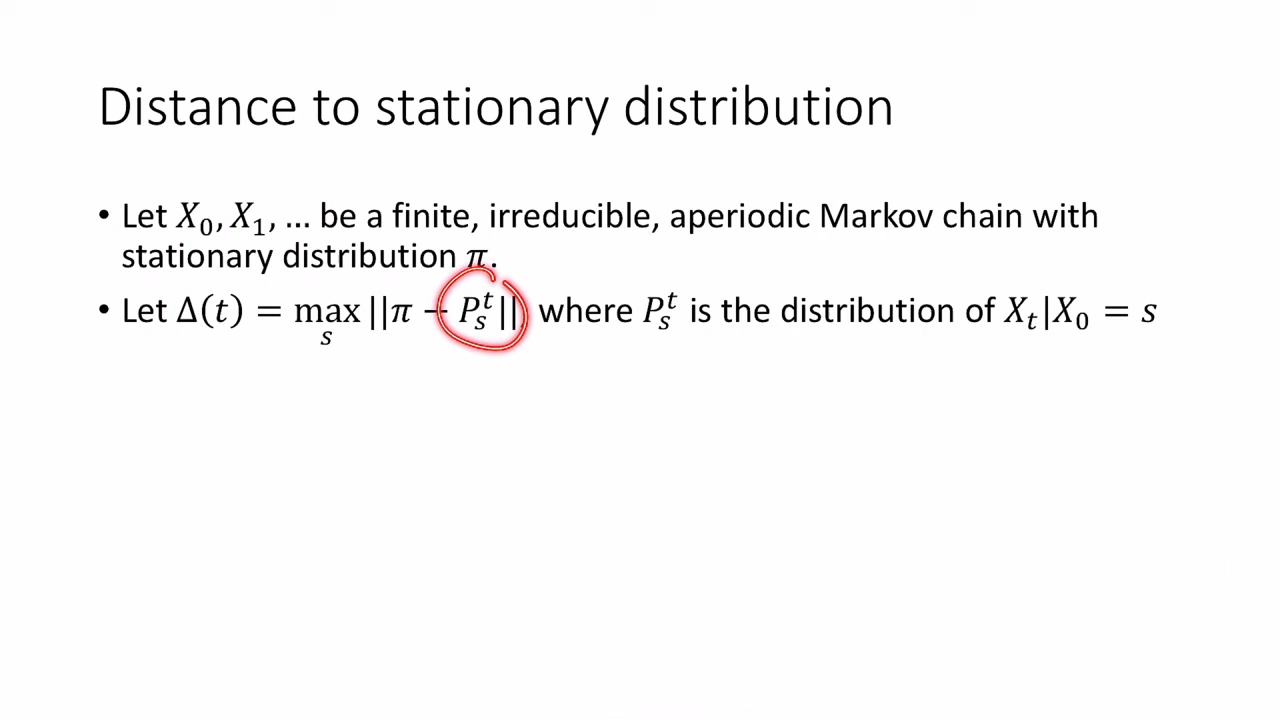 Distance to stationary distribution
• Let X₀, X₁, … be a finite, irreducible, aperiodic Markov chain with
stationary distribution π.
• Let Δ(t) = max_s ||π − P_s^t||, where P_s^t is the distribution of X_t|X₀ = s